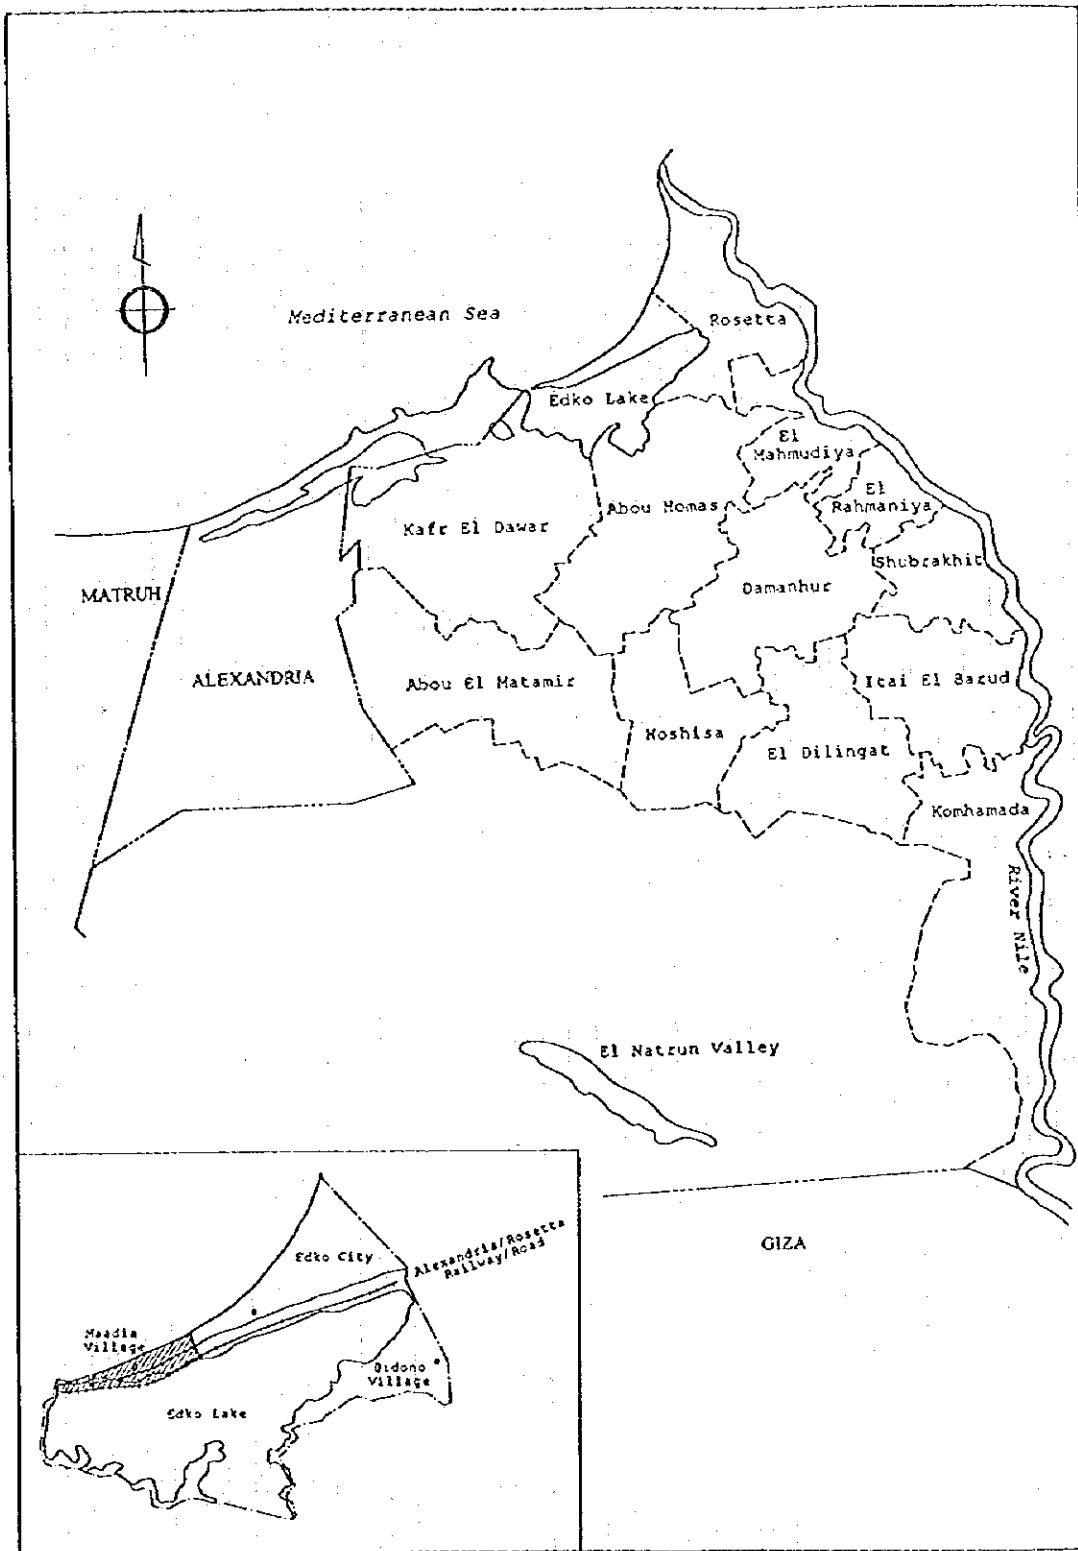 Mediterranean Sea
Rosetta
Edko Lake
El
Mahmudiya
El
Rahmaniya
Abou Homas
Kafr El Dawar
Shubrakhit
Damanhur
MATRUH
ALEXANDRIA
Abou El Matamir
Itai El Barud
Hoshisa
El Dilingat
Komhamada
River Nile
El Natrun Valley
GIZA
Edko City
Alexandria/Rosetta
Railway/Road
Maadia
Village
Didono
Village
Edko Lake